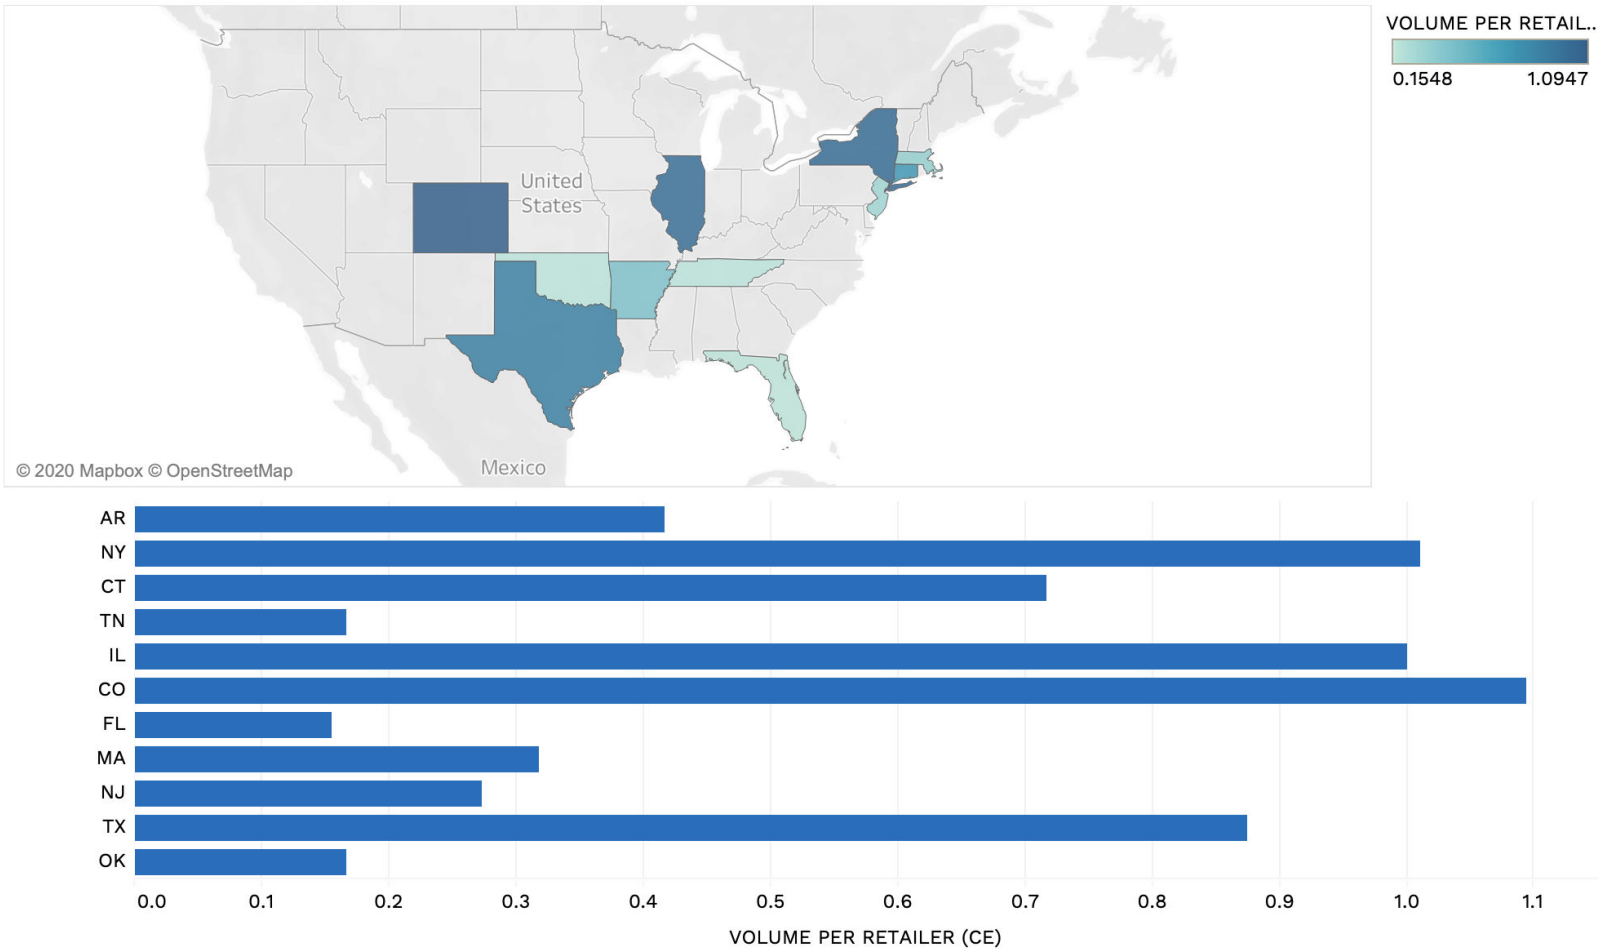 VOLUME PER RETAIL..
0.1548 1.0947
United
States
Mexico
© 2020 Mapbox © OpenStreetMap
AR
NY
CT
TN
IL
CO
FL
MA
NJ
TX
OK
0.0 0.1 0.2 0.3 0.4 0.5 0.6 0.7 0.8 0.9 1.0 1.1
VOLUME PER RETAILER (CE)